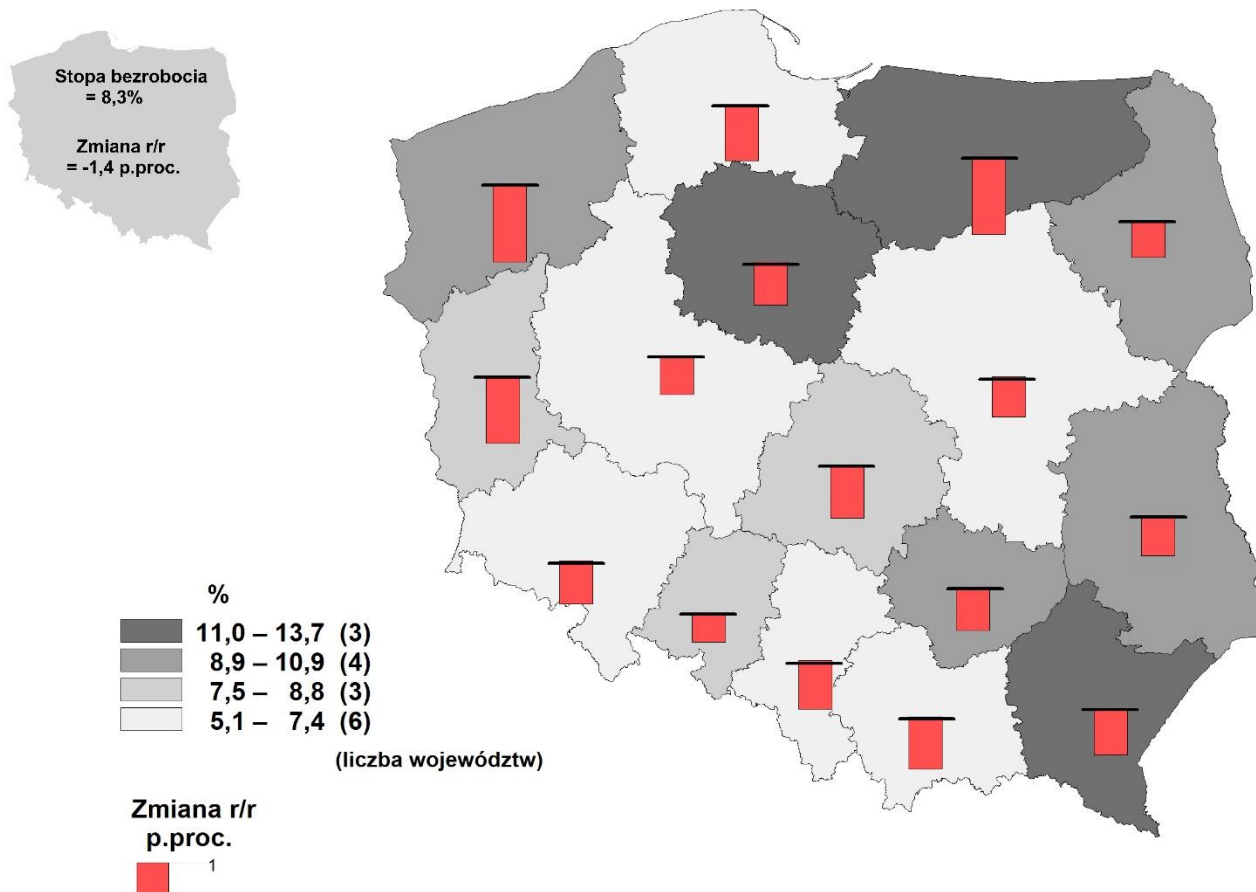 Stopa bezrobocia
= 8,3%
Zmiana r/r
= -1,4 p.proc.
%
11,0 – 13,7 (3)
8,9 – 10,9 (4)
7,5 – 8,8 (3)
5,1 – 7,4 (6)
(liczba województw)
Zmiana r/r
p.proc.
1